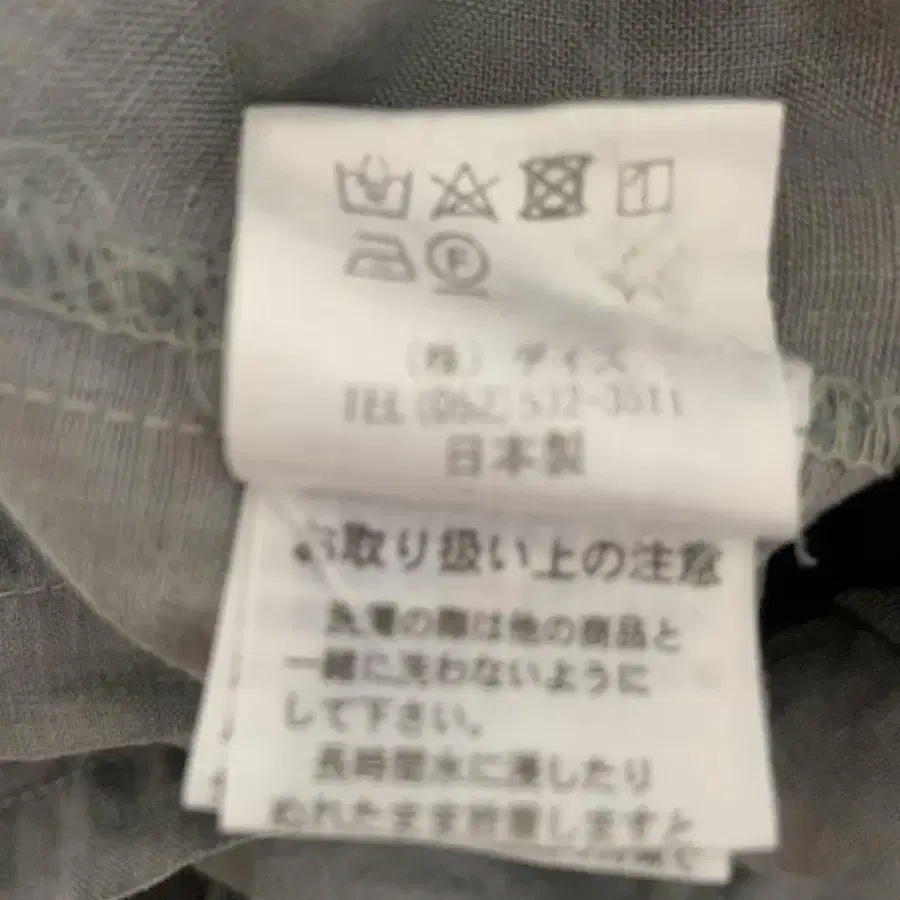 F
(株) デイズ
TEL (052) 532-3511
日本製
お取り扱い上の注意
洗濯の際は他の商品と
一緒に洗わないように
して下さい。
長時間水に浸したり
ぬれたまま放置しますと